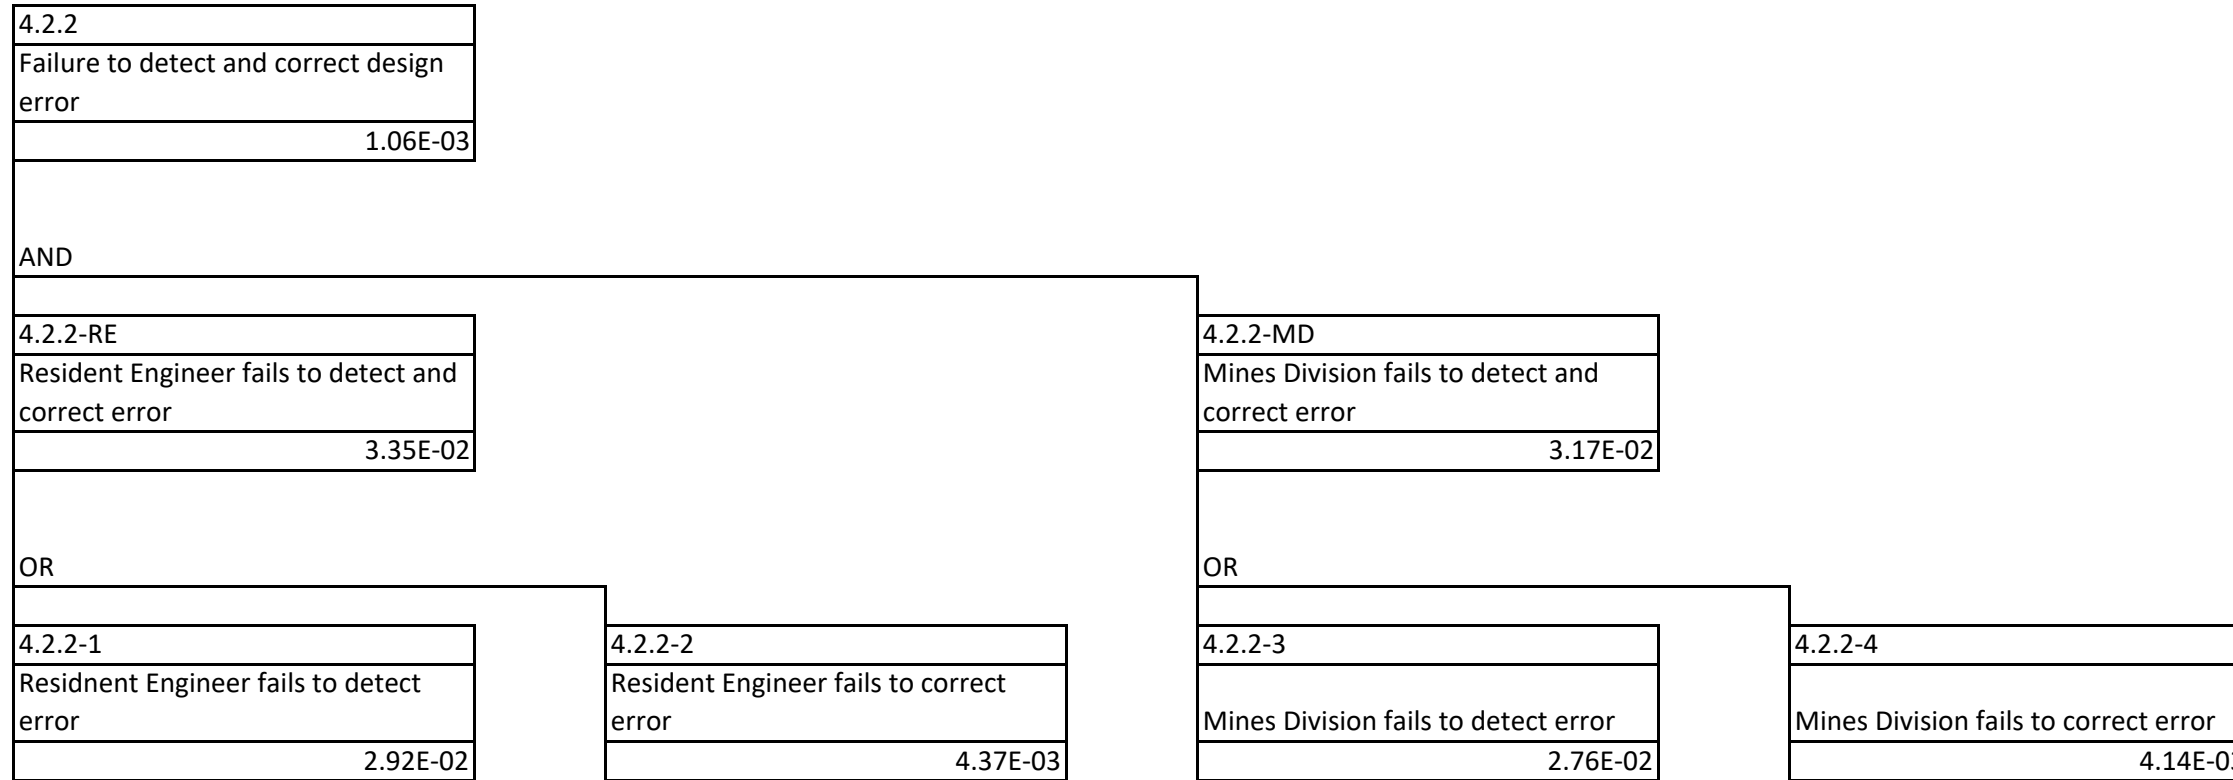 4.2.2
Failure to detect and correct design
error
1.06E-03
AND
4.2.2-RE
Resident Engineer fails to detect and
correct error
3.35E-02
4.2.2-MD
Mines Division fails to detect and
correct error
3.17E-02
OR
OR
4.2.2-1
Residnent Engineer fails to detect
error
2.92E-02
4.2.2-2
Resident Engineer fails to correct
error
4.37E-03
4.2.2-3
Mines Division fails to detect error
2.76E-02
4.2.2-4
Mines Division fails to correct error
4.14E-03